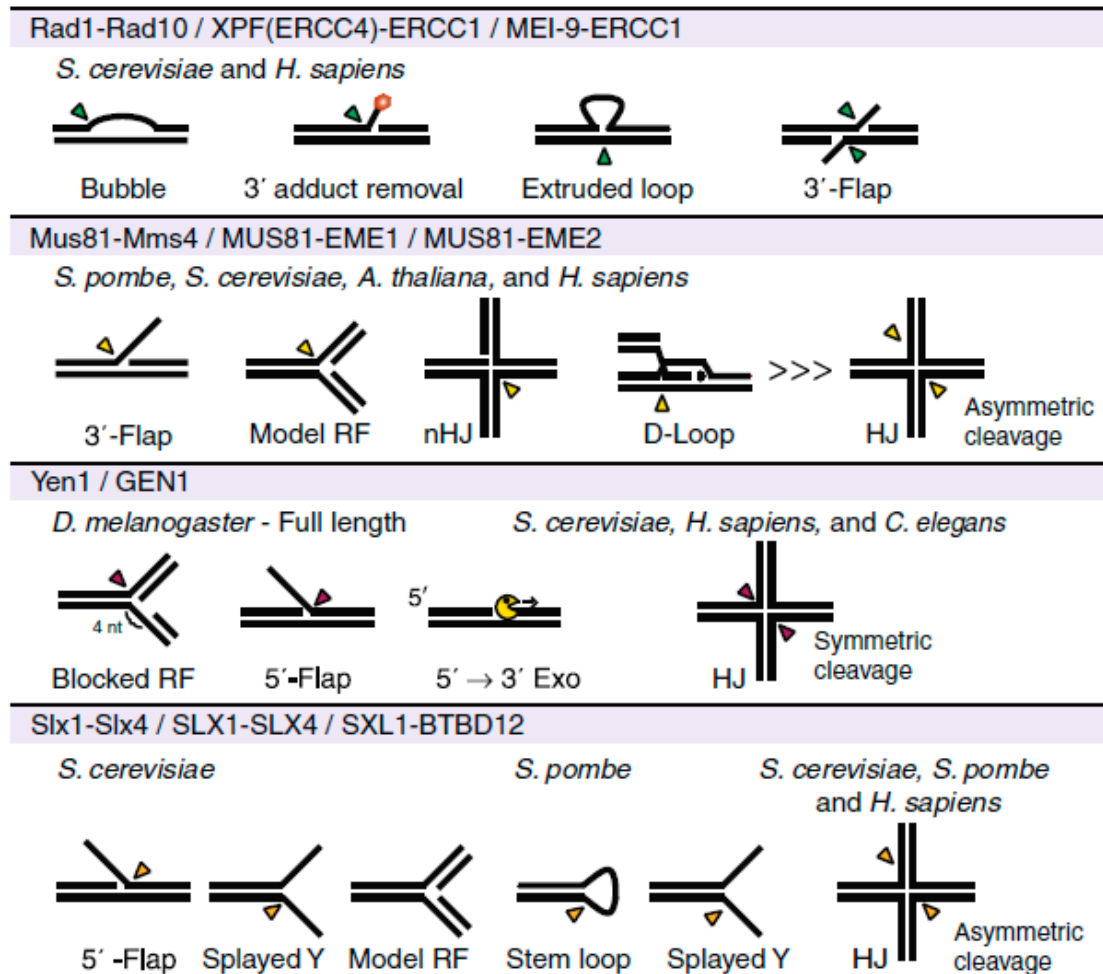 Rad1-Rad10 / XPF(ERCC4)-ERCC1 / MEI-9-ERCC1
S. cerevisiae and H. sapiens
Bubble
3′ adduct removal
Extruded loop
3′-Flap
Mus81-Mms4 / MUS81-EME1 / MUS81-EME2
S. pombe, S. cerevisiae, A. thaliana, and H. sapiens
>>>
3′-Flap
Model RF
nHJ
D-Loop
HJ
Asymmetric
cleavage
Yen1 / GEN1
D. melanogaster - Full length
S. cerevisiae, H. sapiens, and C. elegans
5′
4 nt
Blocked RF
5′-Flap
5′ → 3′ Exo
HJ
Symmetric
cleavage
Slx1-Slx4 / SLX1-SLX4 / SXL1-BTBD12
S. cerevisiae
S. pombe
S. cerevisiae, S. pombe
and H. sapiens
5′ -Flap
Splayed Y
Model RF
Stem loop
Splayed Y
HJ
Asymmetric
cleavage